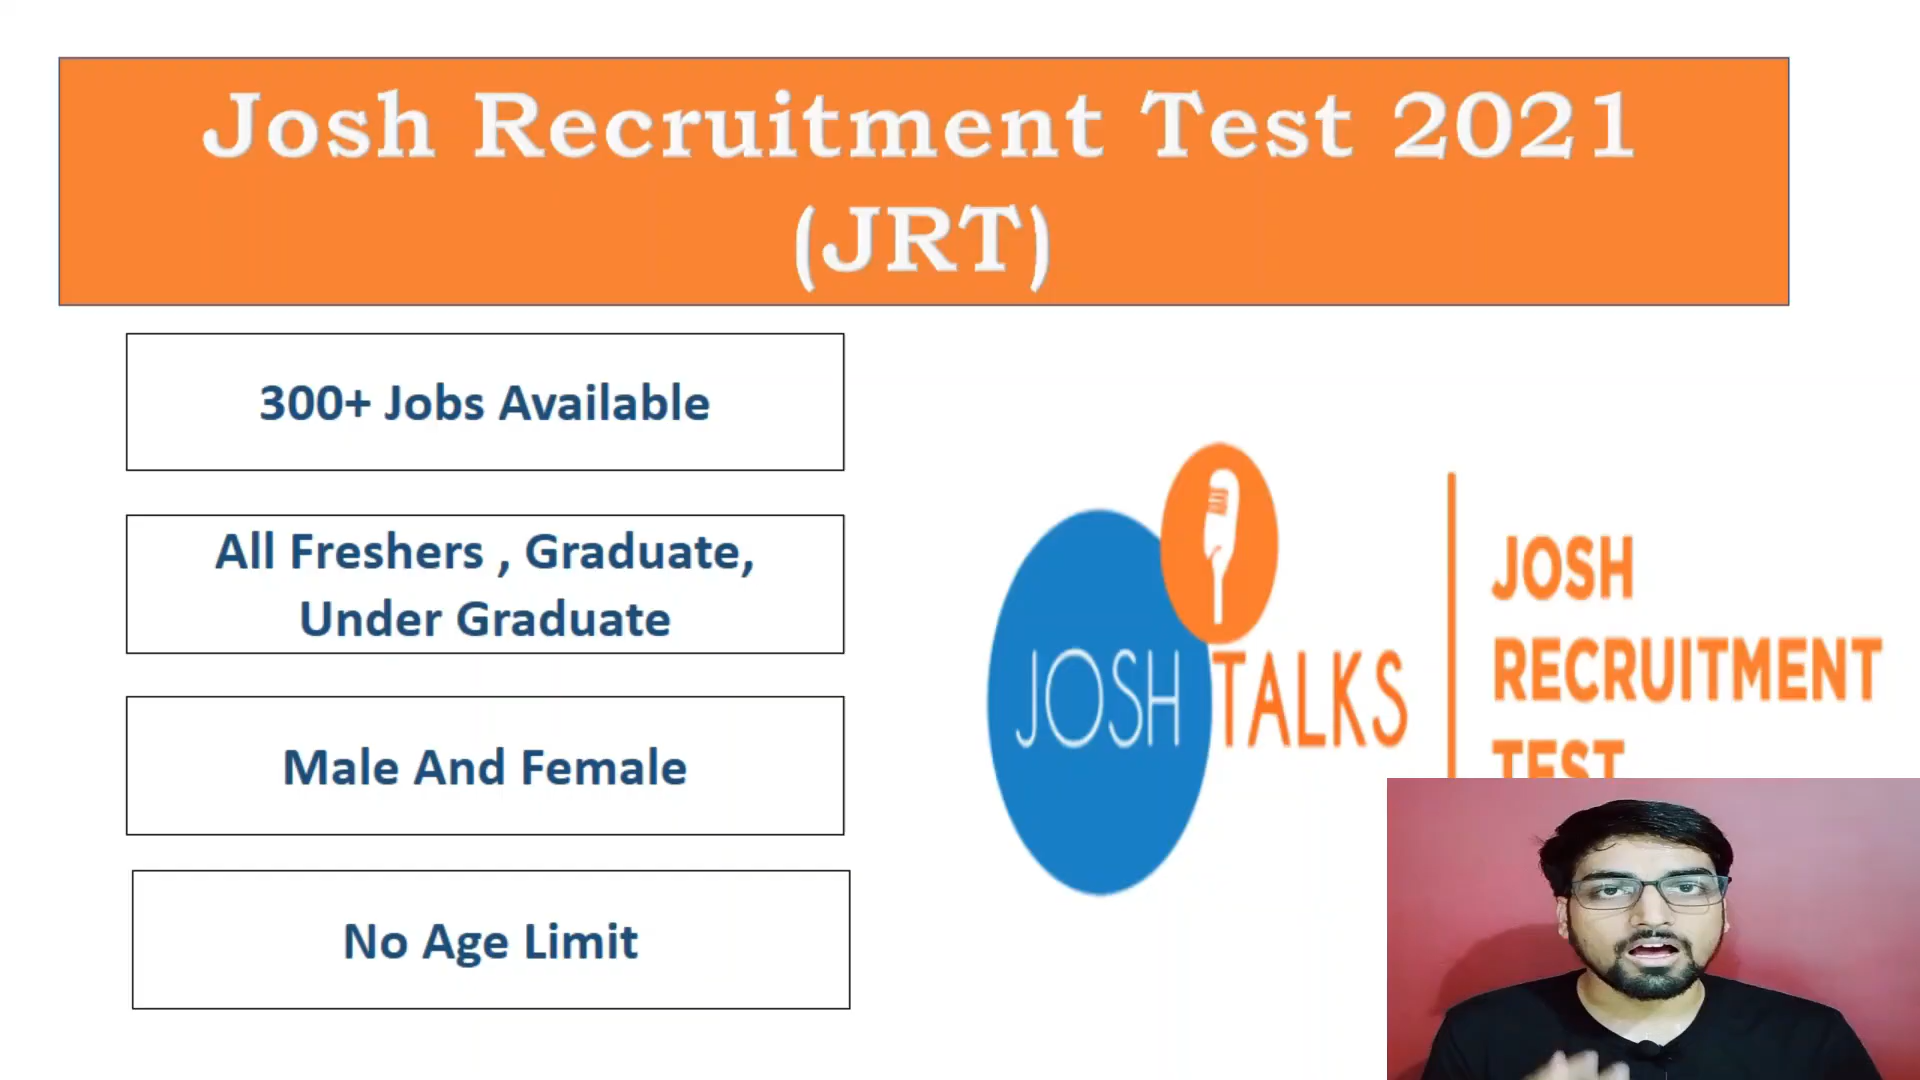 Josh Recruitment Test 2021
(JRT)
300+ Jobs Available
All Freshers , Graduate,
Under Graduate
Male And Female
No Age Limit
JOSH TALKS
JOSH
RECRUITMENT
TEST